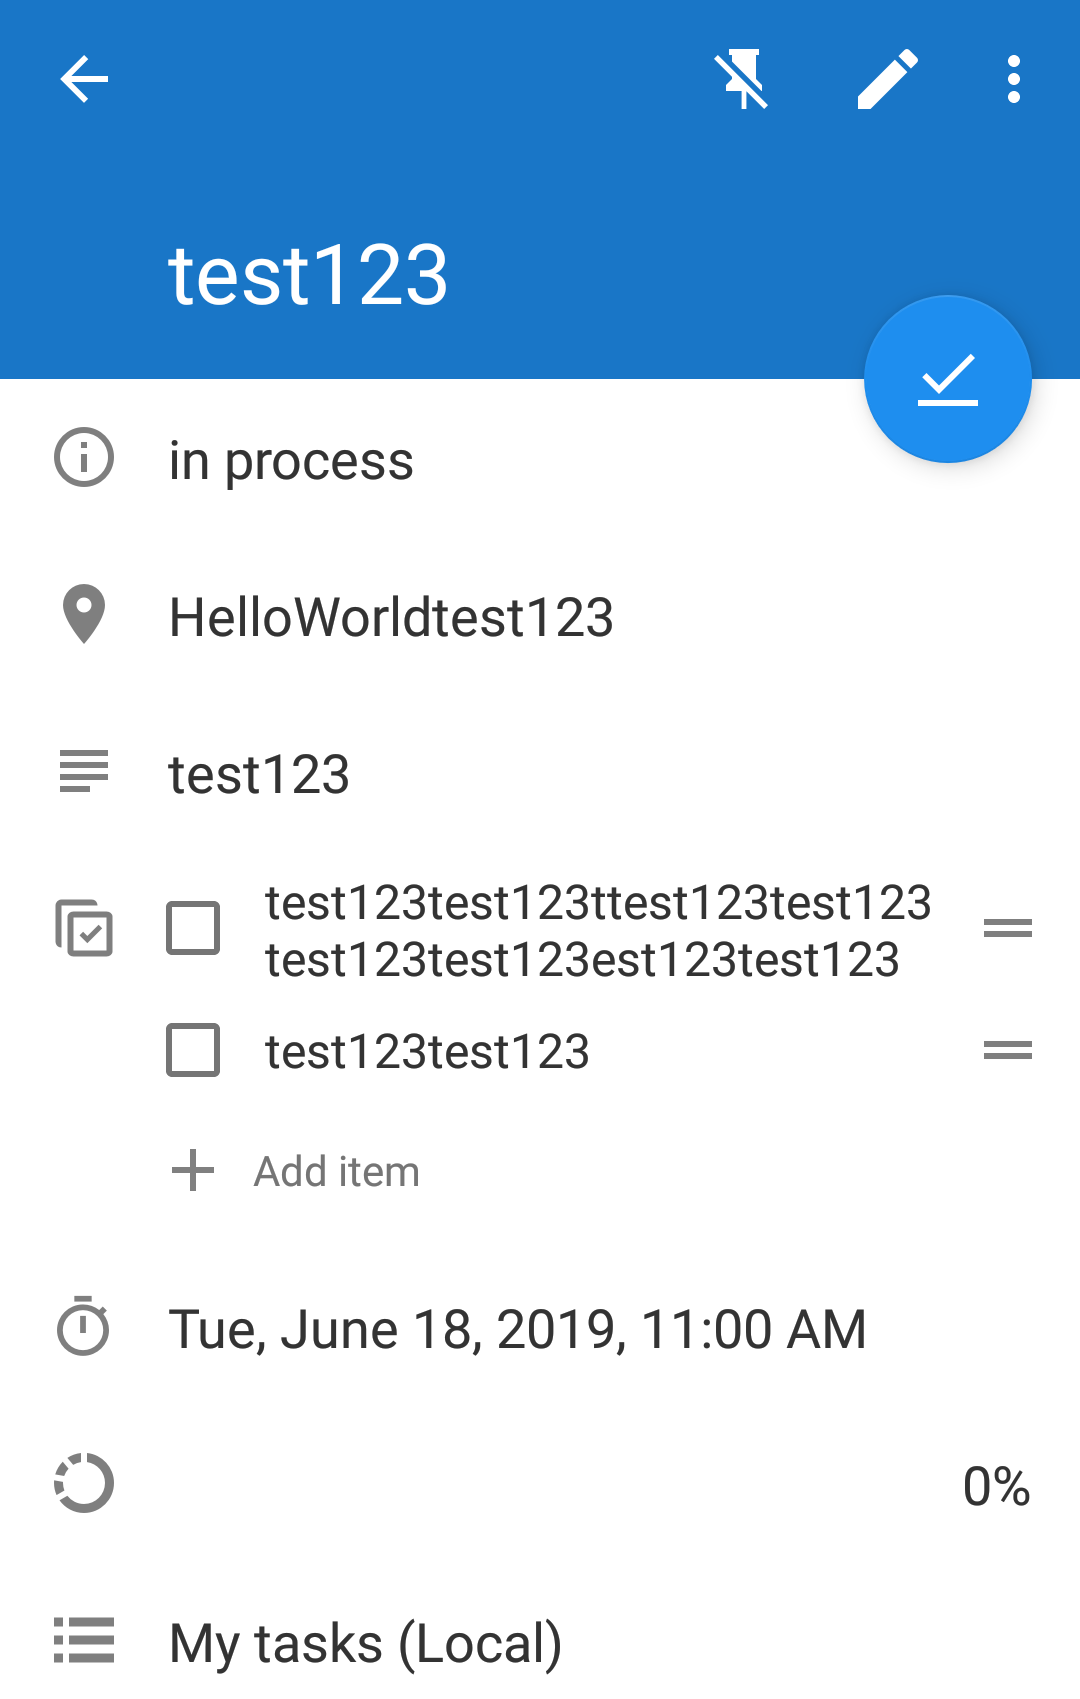 test123
in process
HelloWorldtest123
test123
test123test123ttest123test123
test123test123est123test123
test123test123
Add item
Tue, June 18, 2019, 11:00 AM
0%
My tasks (Local)